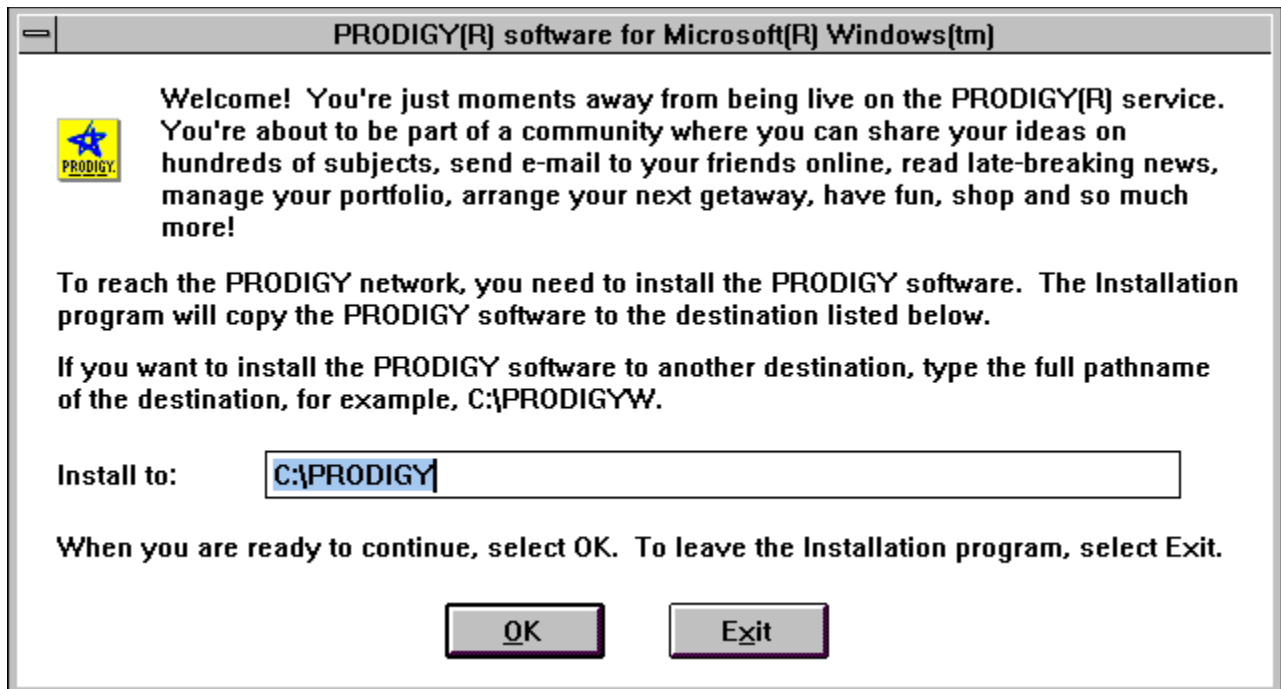 PRODIGY(R) software for Microsoft(R) Windows(tm)
Welcome!  You're just moments away from being live on the PRODIGY(R) service.
You're about to be part of a community where you can share your ideas on
hundreds of subjects, send e-mail to your friends online, read late-breaking news,
manage your portfolio, arrange your next getaway, have fun, shop and so much
more!
PRODIGY.
To reach the PRODIGY network, you need to install the PRODIGY software.  The Installation
program will copy the PRODIGY software to the destination listed below.
If you want to install the PRODIGY software to another destination, type the full pathname
of the destination, for example, C:\PRODIGYW.
Install to: C:\PRODIGY
When you are ready to continue, select OK.  To leave the Installation program, select Exit.
OK Exit